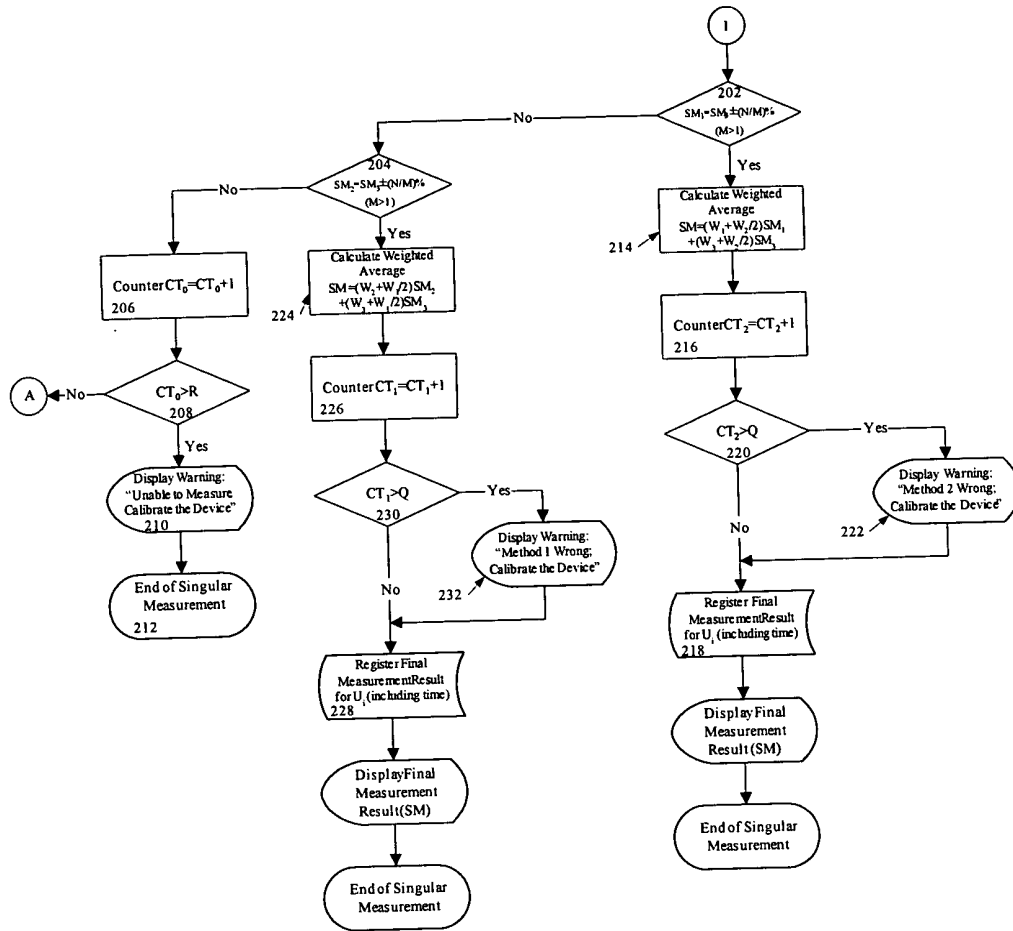 1
202
SM₁=SM₃±(N/M)%
(M>1)
No
Yes
204
SM₂=SM₃±(N/M)%
(M>1)
No
Yes
Calculate Weighted
Average
SM=(W₁+W₂/2)SM₁
+(W₃+W₂/2)SM₃
214
Calculate Weighted
Average
SM=(W₂+W₁/2)SM₂
+(W₃+W₁/2)SM₃
224
Counter CT₀=CT₀+1
206
Counter CT₂=CT₂+1
216
Counter CT₁=CT₁+1
226
A
No
CT₀>R
208
Yes
CT₂>Q
220
Yes
No
Display Warning:
"Unable to Measure
Calibrate the Device"
210
CT₁>Q
230
Yes
No
Display Warning:
"Method 2 Wrong;
Calibrate the Device"
222
Display Warning:
"Method 1 Wrong;
Calibrate the Device"
232
End of Singular
Measurement
212
Register Final
Measurement Result
for Uᵢ (including time)
218
Register Final
Measurement Result
for Uᵢ (including time)
228
Display Final
Measurement
Result (SM)
Display Final
Measurement
Result (SM)
End of Singular
Measurement
End of Singular
Measurement